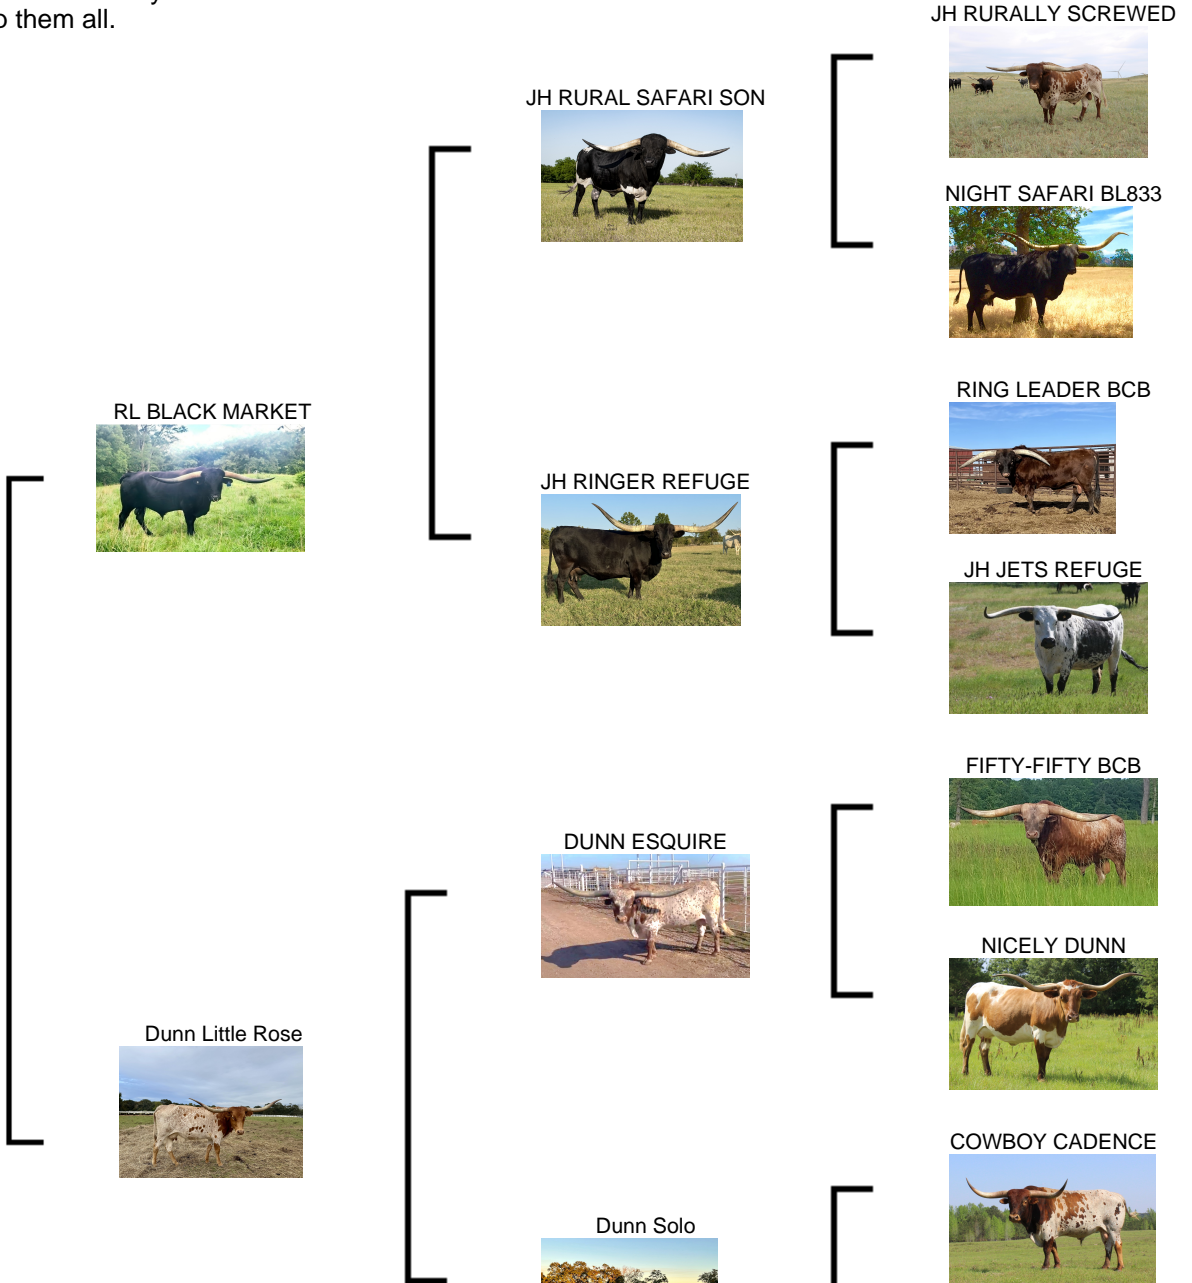 o them all.
JH RURALLY SCREWED
JH RURAL SAFARI SON
NIGHT SAFARI BL833
RING LEADER BCB
RL BLACK MARKET
JH RINGER REFUGE
JH JETS REFUGE
FIFTY-FIFTY BCB
DUNN ESQUIRE
NICELY DUNN
Dunn Little Rose
COWBOY CADENCE
Dunn Solo